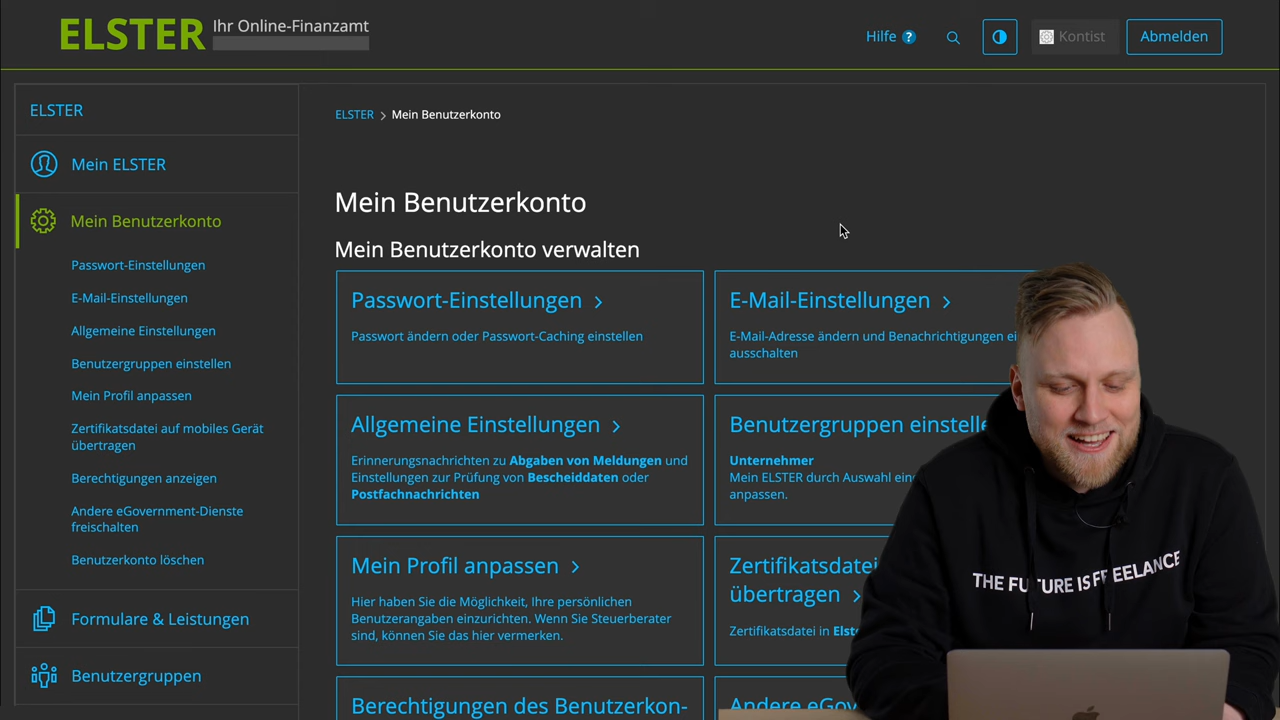 ELSTER
Ihr Online-Finanzamt
Hilfe ?
Kontist
Abmelden
ELSTER
Mein ELSTER
Mein Benutzerkonto
Passwort-Einstellungen
E-Mail-Einstellungen
Allgemeine Einstellungen
Benutzergruppen einstellen
Mein Profil anpassen
Zertifikatsdatei auf mobiles Gerät
übertragen
Berechtigungen anzeigen
Andere eGovernment-Dienste
freischalten
Benutzerkonto löschen
Formulare & Leistungen
Benutzergruppen
ELSTER > Mein Benutzerkonto
Mein Benutzerkonto
Mein Benutzerkonto verwalten
Passwort-Einstellungen >
Passwort ändern oder Passwort-Caching einstellen
E-Mail-Einstellungen >
E-Mail-Adresse ändern und Benachrichtigungen ei
ausschalten
Allgemeine Einstellungen >
Erinnerungsnachrichten zu Abgaben von Meldungen und
Einstellungen zur Prüfung von Bescheiddaten oder
Postfachnachrichten
Benutzergruppen einstelle
Unternehmer
Mein ELSTER durch Auswahl eine
anpassen.
Mein Profil anpassen >
Hier haben Sie die Möglichkeit, Ihre persönlichen
Benutzerangaben einzurichten. Wenn Sie Steuerberater
sind, können Sie das hier vermerken.
Zertifikatsdatei
übertragen >
Zertifikatsdatei in Elst
Berechtigungen des Benutzerkon-
Andere eGov
THE FUTURE IS FREELANCE